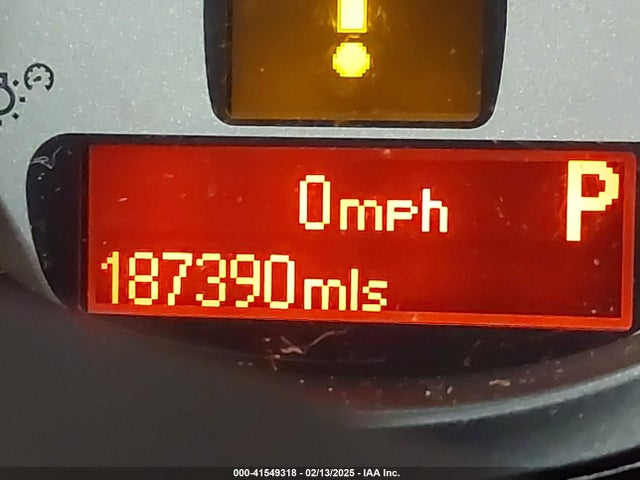 !
0mph P
187390mls
000-41549318 - 02/13/2025 - IAA Inc.